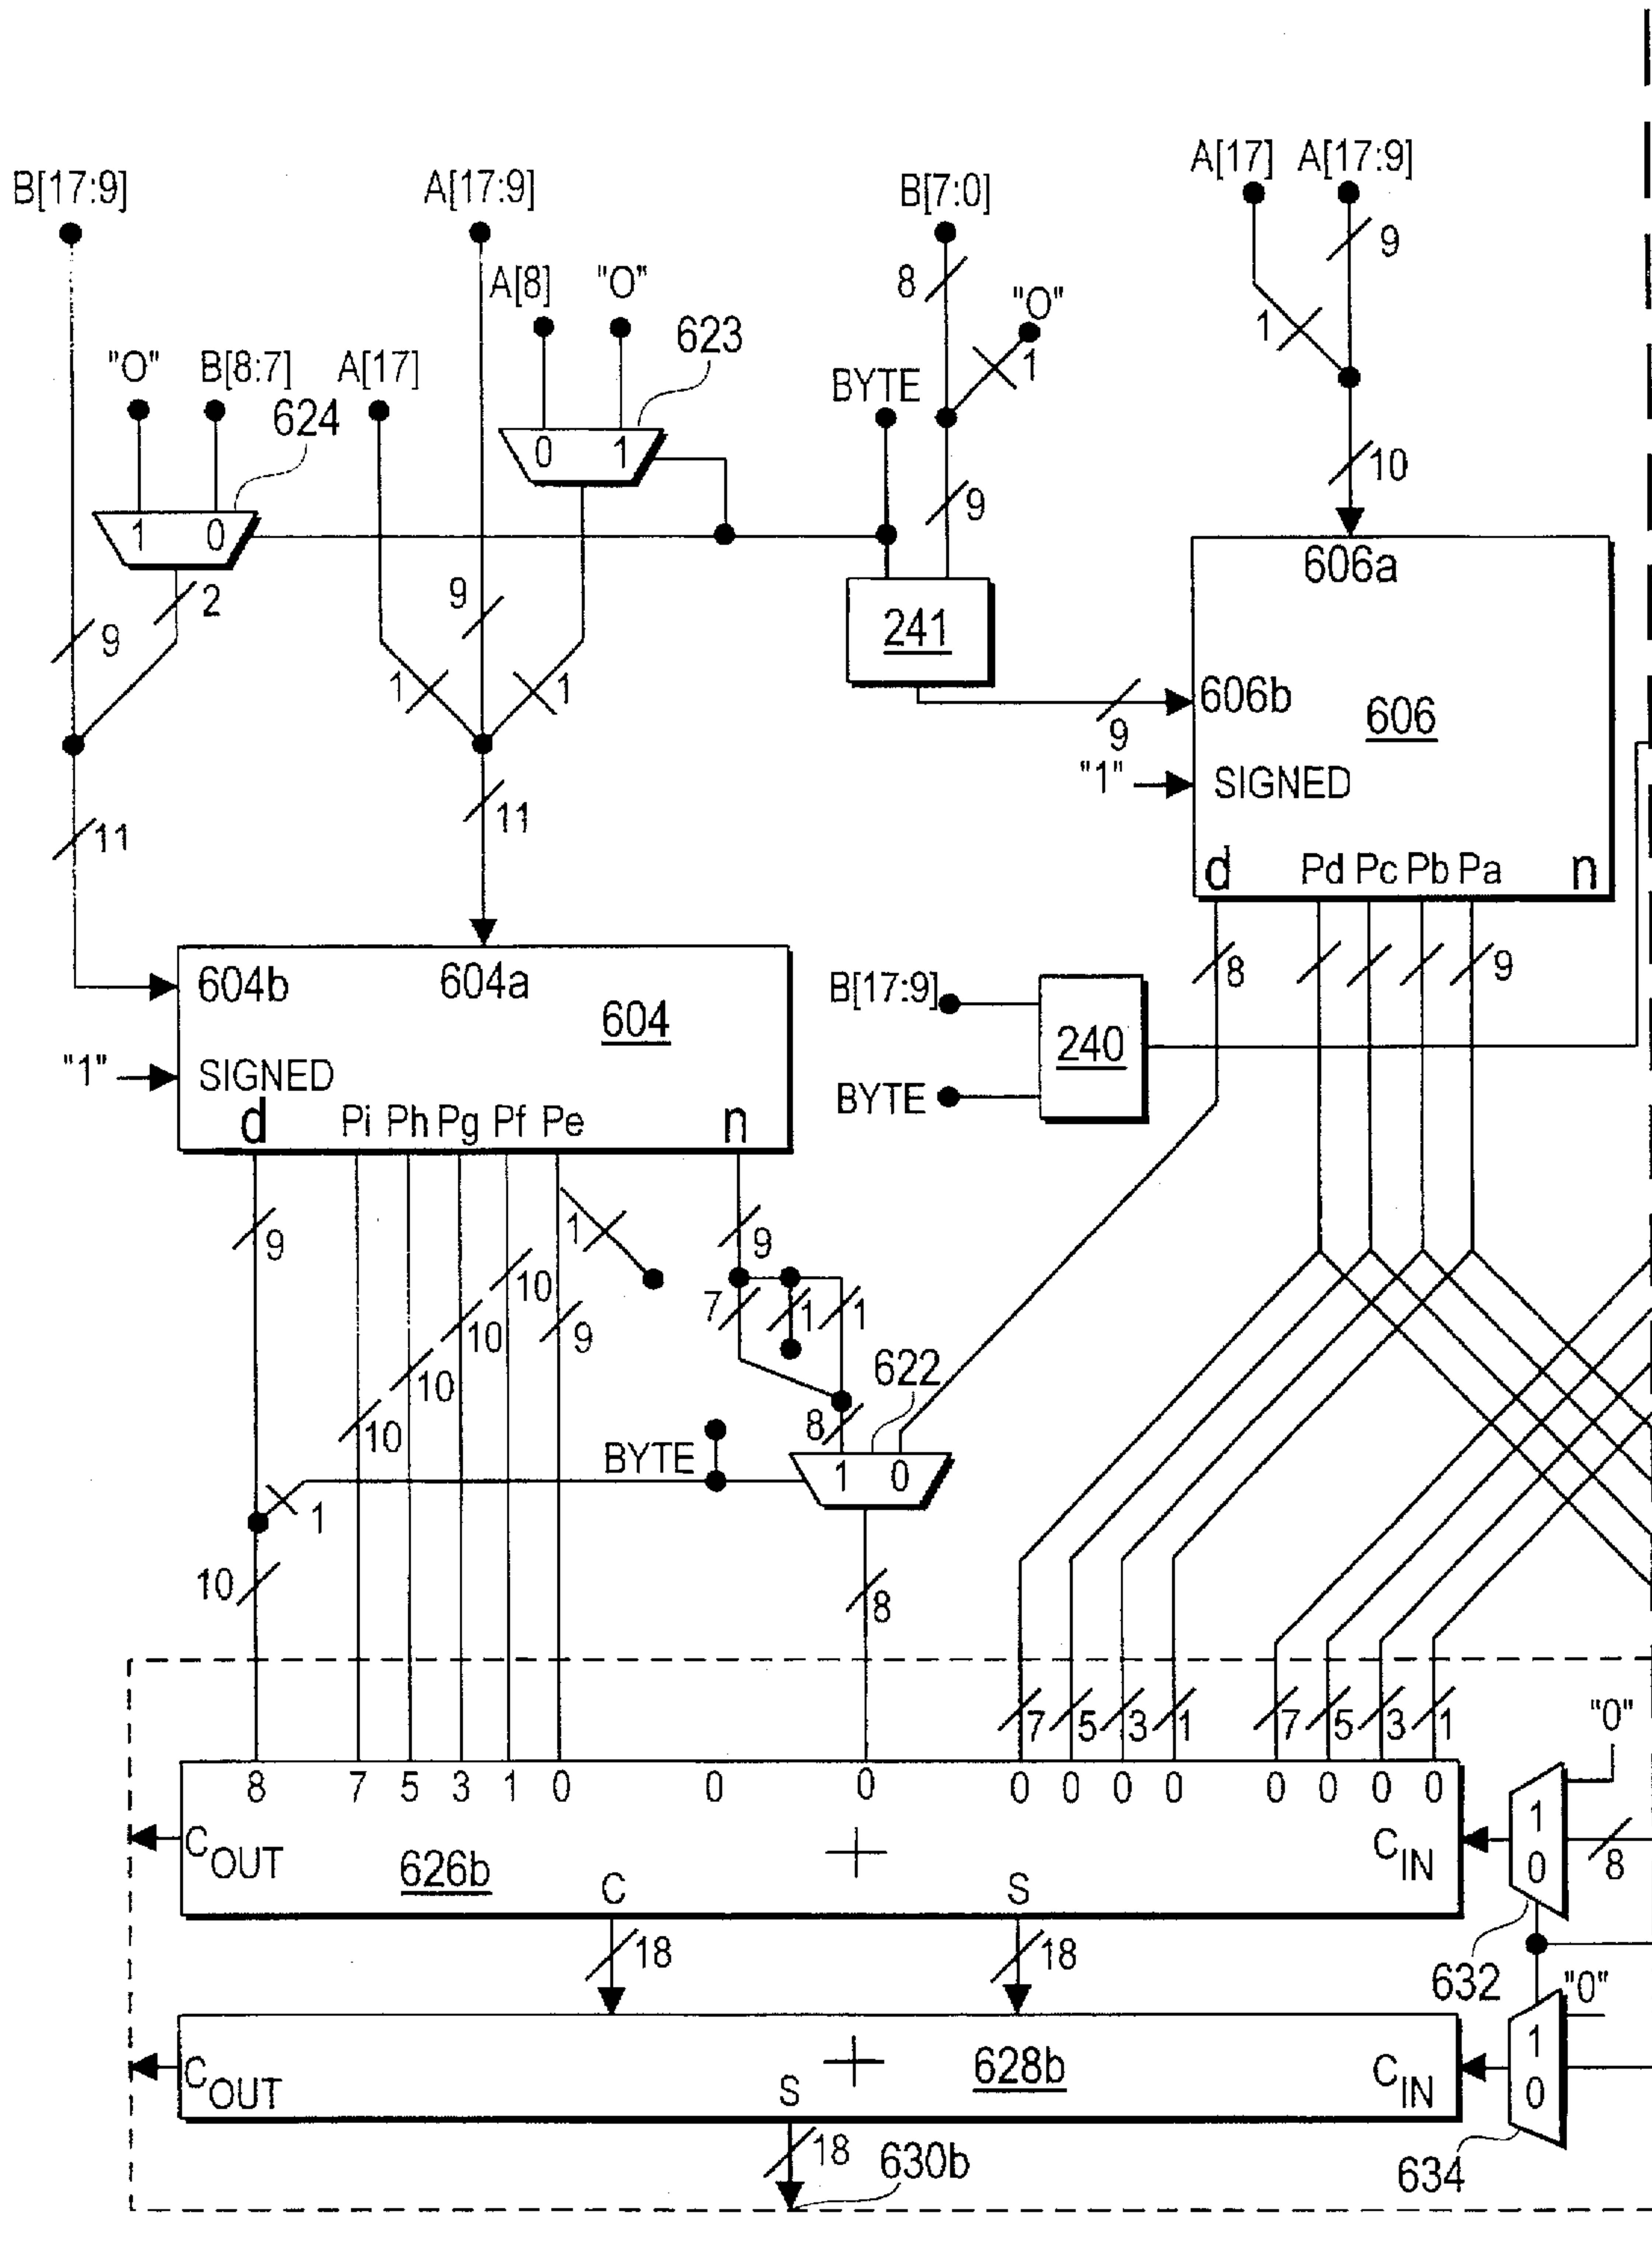 A[17] A[17:9]
B[17:9] A[17:9] B[7:0]
9
A[8] "O" 8 "O"
623
1 1
"O" B[8:7] A[17] BYTE
624
0 1
10
9
1 0
606a
2 9 241
9
1 1 606b 606
9
"1" SIGNED
11 11
d Pd Pc Pb Pa n
8 9
604b 604a B[17:9]
604 240
"1" SIGNED BYTE
d Pi Ph Pg Pf Pe n
9 1 9
10 7 1 1
10 9
10 622
10 8
BYTE 1 0
1
10 8
7 5 3 1 7 5 3 1 "0"
8 7 5 3 1 0 0 0 0 0 0 0 0 0 0 0
1
COUT 626b + CIN 8
0
C S
18 18 632
"0"
1
COUT + 628b CIN
S 0
18 630b 634